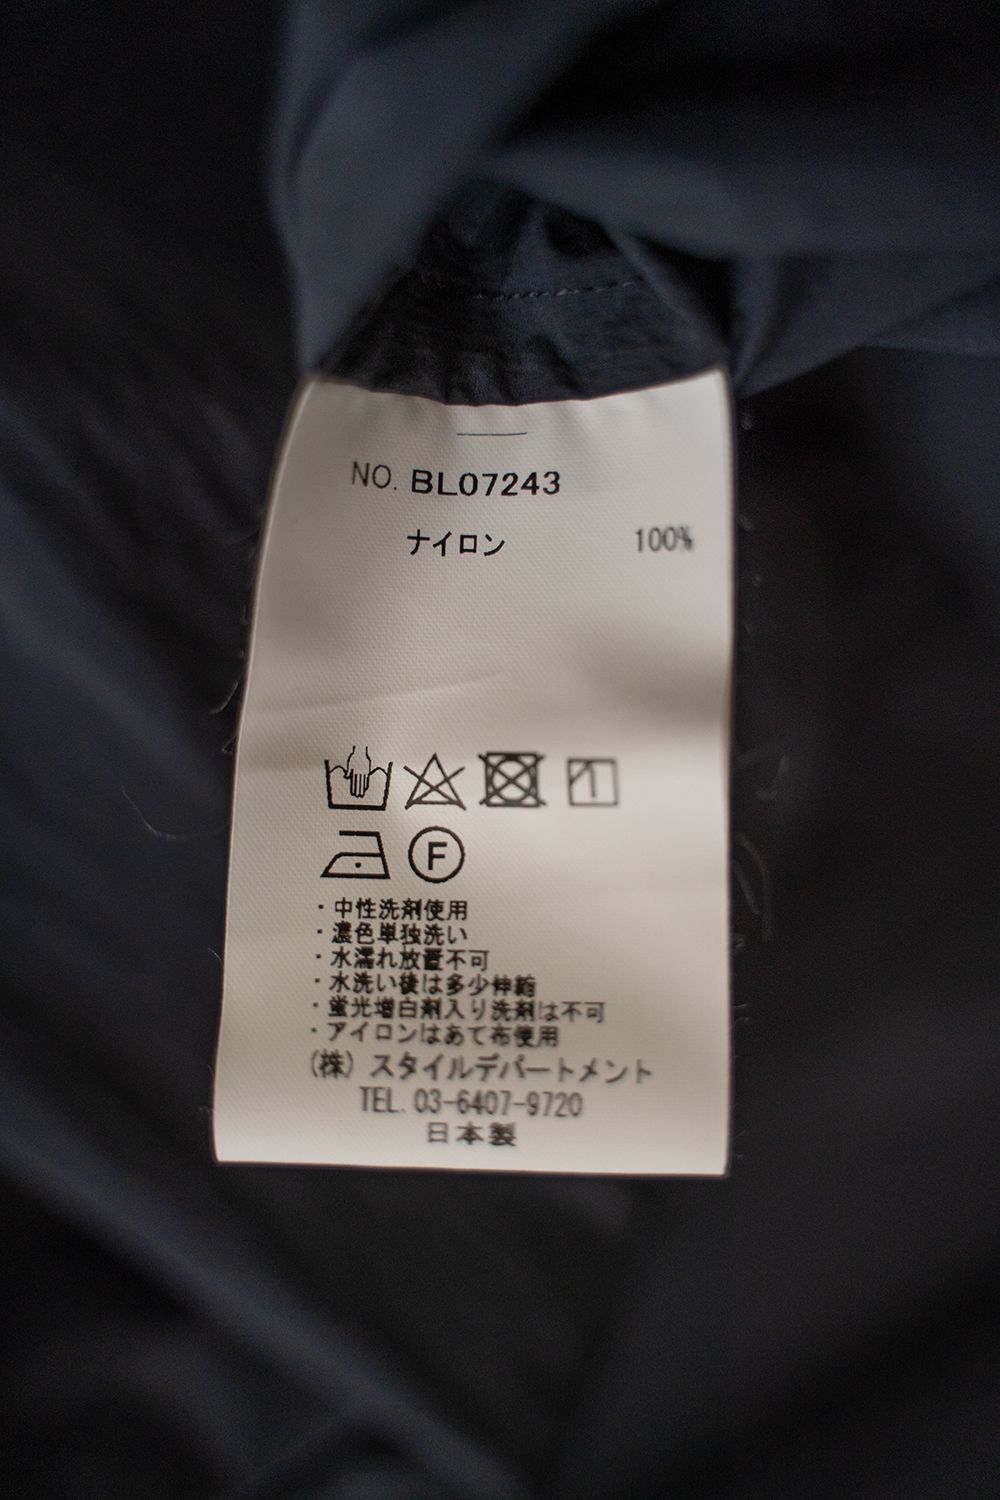 NO. BL07243
ナイロン 100%
F
・中性洗剤使用
・濃色単独洗い
・水濡れ放置不可
・水洗い後は多少伸縮
・蛍光増白剤入り洗剤は不可
・アイロンはあて布使用
(株) スタイルデパートメント
TEL. 03-6407-9720
日本製